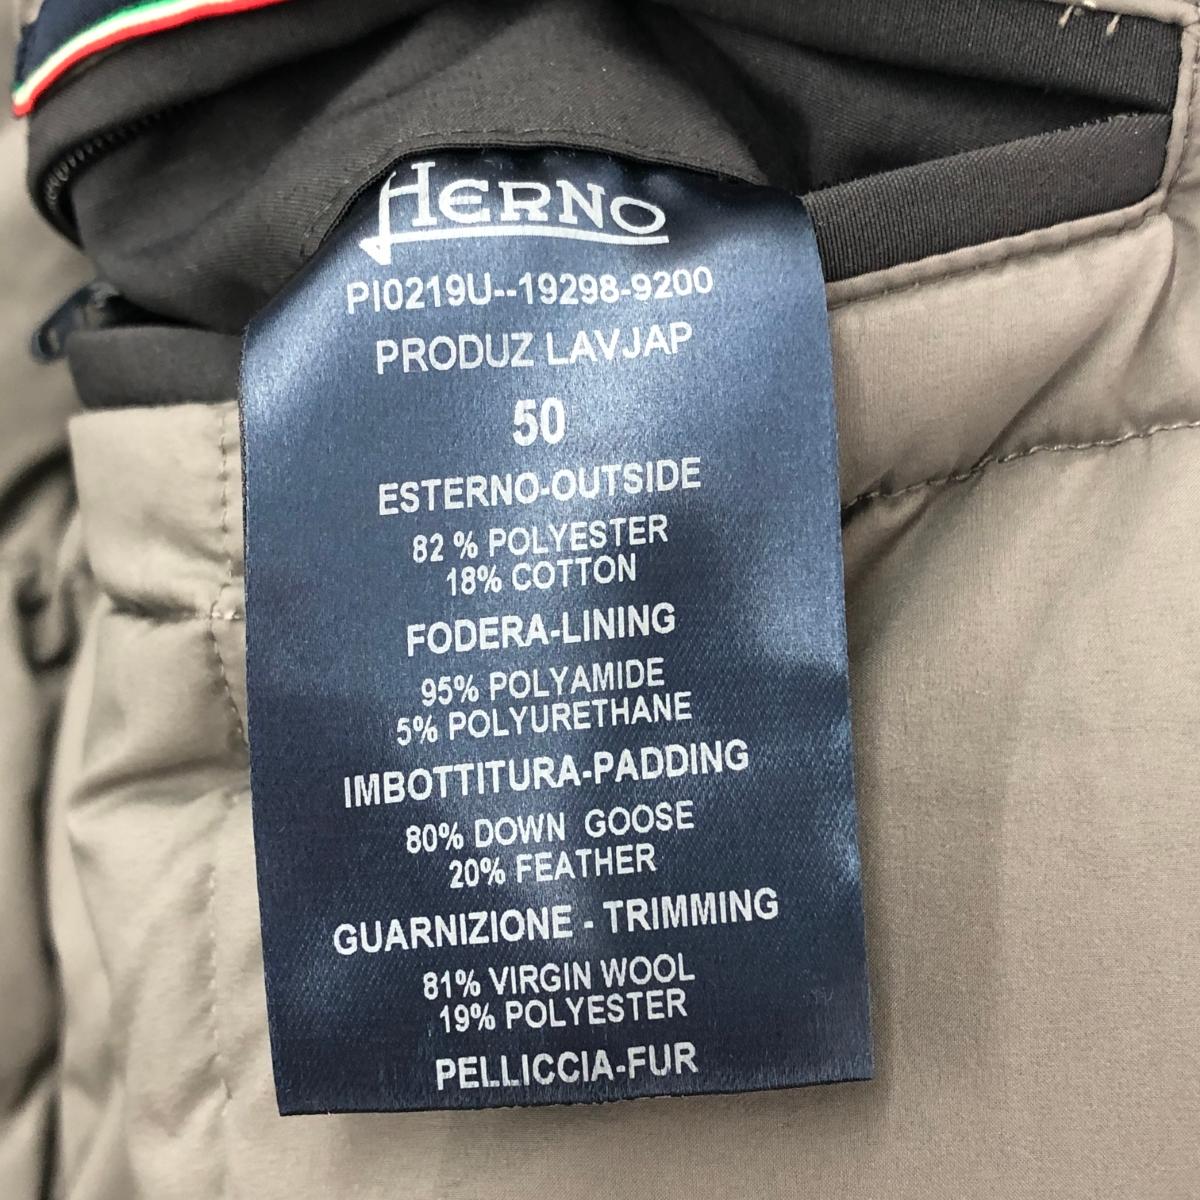 HERNO
PI0219U--19298-9200
PRODUZ LAVJAP
50
ESTERNO-OUTSIDE
82 % POLYESTER
18% COTTON
FODERA-LINING
95% POLYAMIDE
5% POLYURETHANE
IMBOTTITURA-PADDING
80% DOWN GOOSE
20% FEATHER
GUARNIZIONE - TRIMMING
81% VIRGIN WOOL
19% POLYESTER
PELLICCIA-FUR